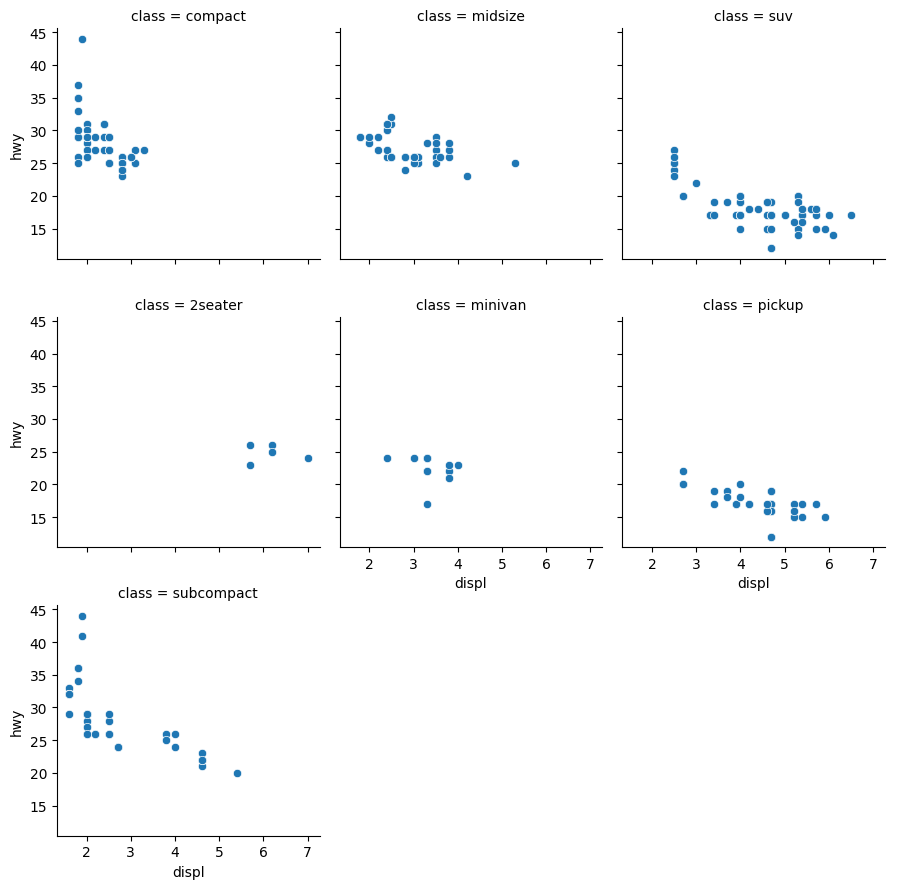 class = compact
class = midsize
class = suv
45
40
35
30
25
20
15
hwy
class = 2seater
class = minivan
class = pickup
45
40
35
30
25
20
15
hwy
2 3 4 5 6 7
displ
2 3 4 5 6 7
displ
class = subcompact
45
40
35
30
25
20
15
hwy
2 3 4 5 6 7
displ